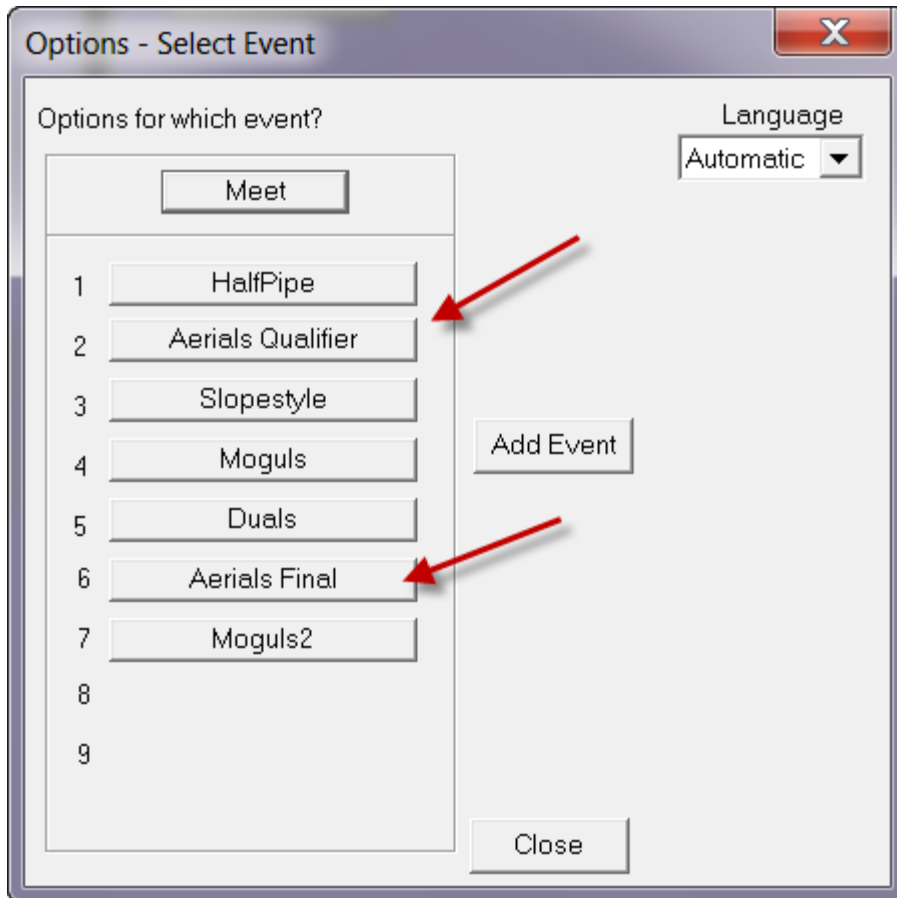 Options - Select Event
Options for which event?
Language
Automatic
Meet
1 HalfPipe
2 Aerials Qualifier
3 Slopestyle
4 Moguls
Add Event
5 Duals
6 Aerials Final
7 Moguls2
8
9
Close